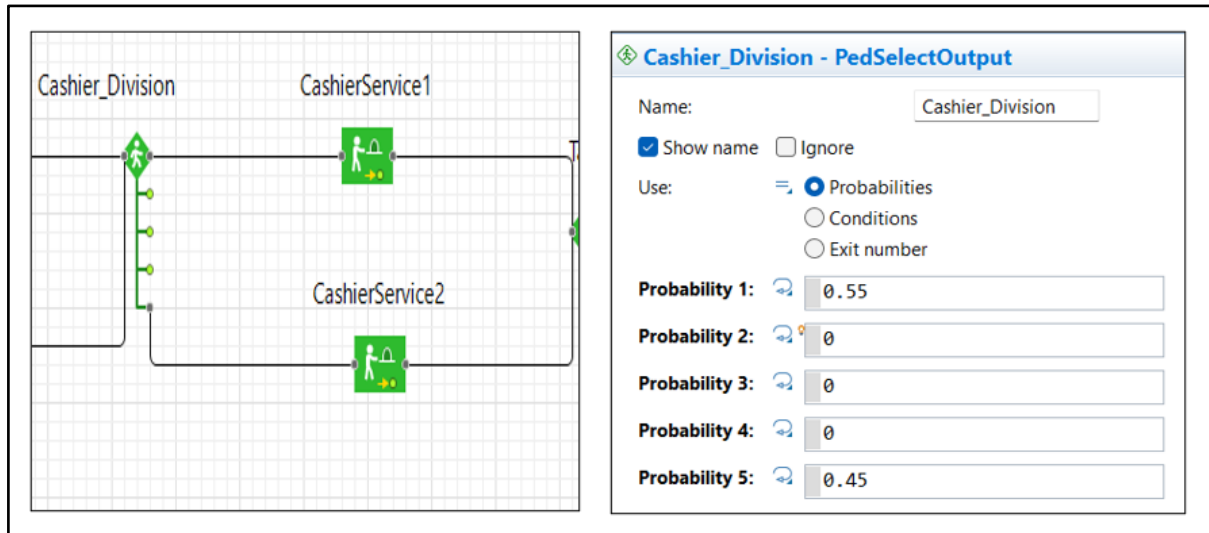 Cashier_Division
CashierService1
CashierService2
Cashier_Division - PedSelectOutput
Name:
Cashier_Division
Show name
Ignore
Use:
Probabilities
Conditions
Exit number
Probability 1:
0.55
Probability 2:
0
Probability 3:
0
Probability 4:
0
Probability 5:
0.45